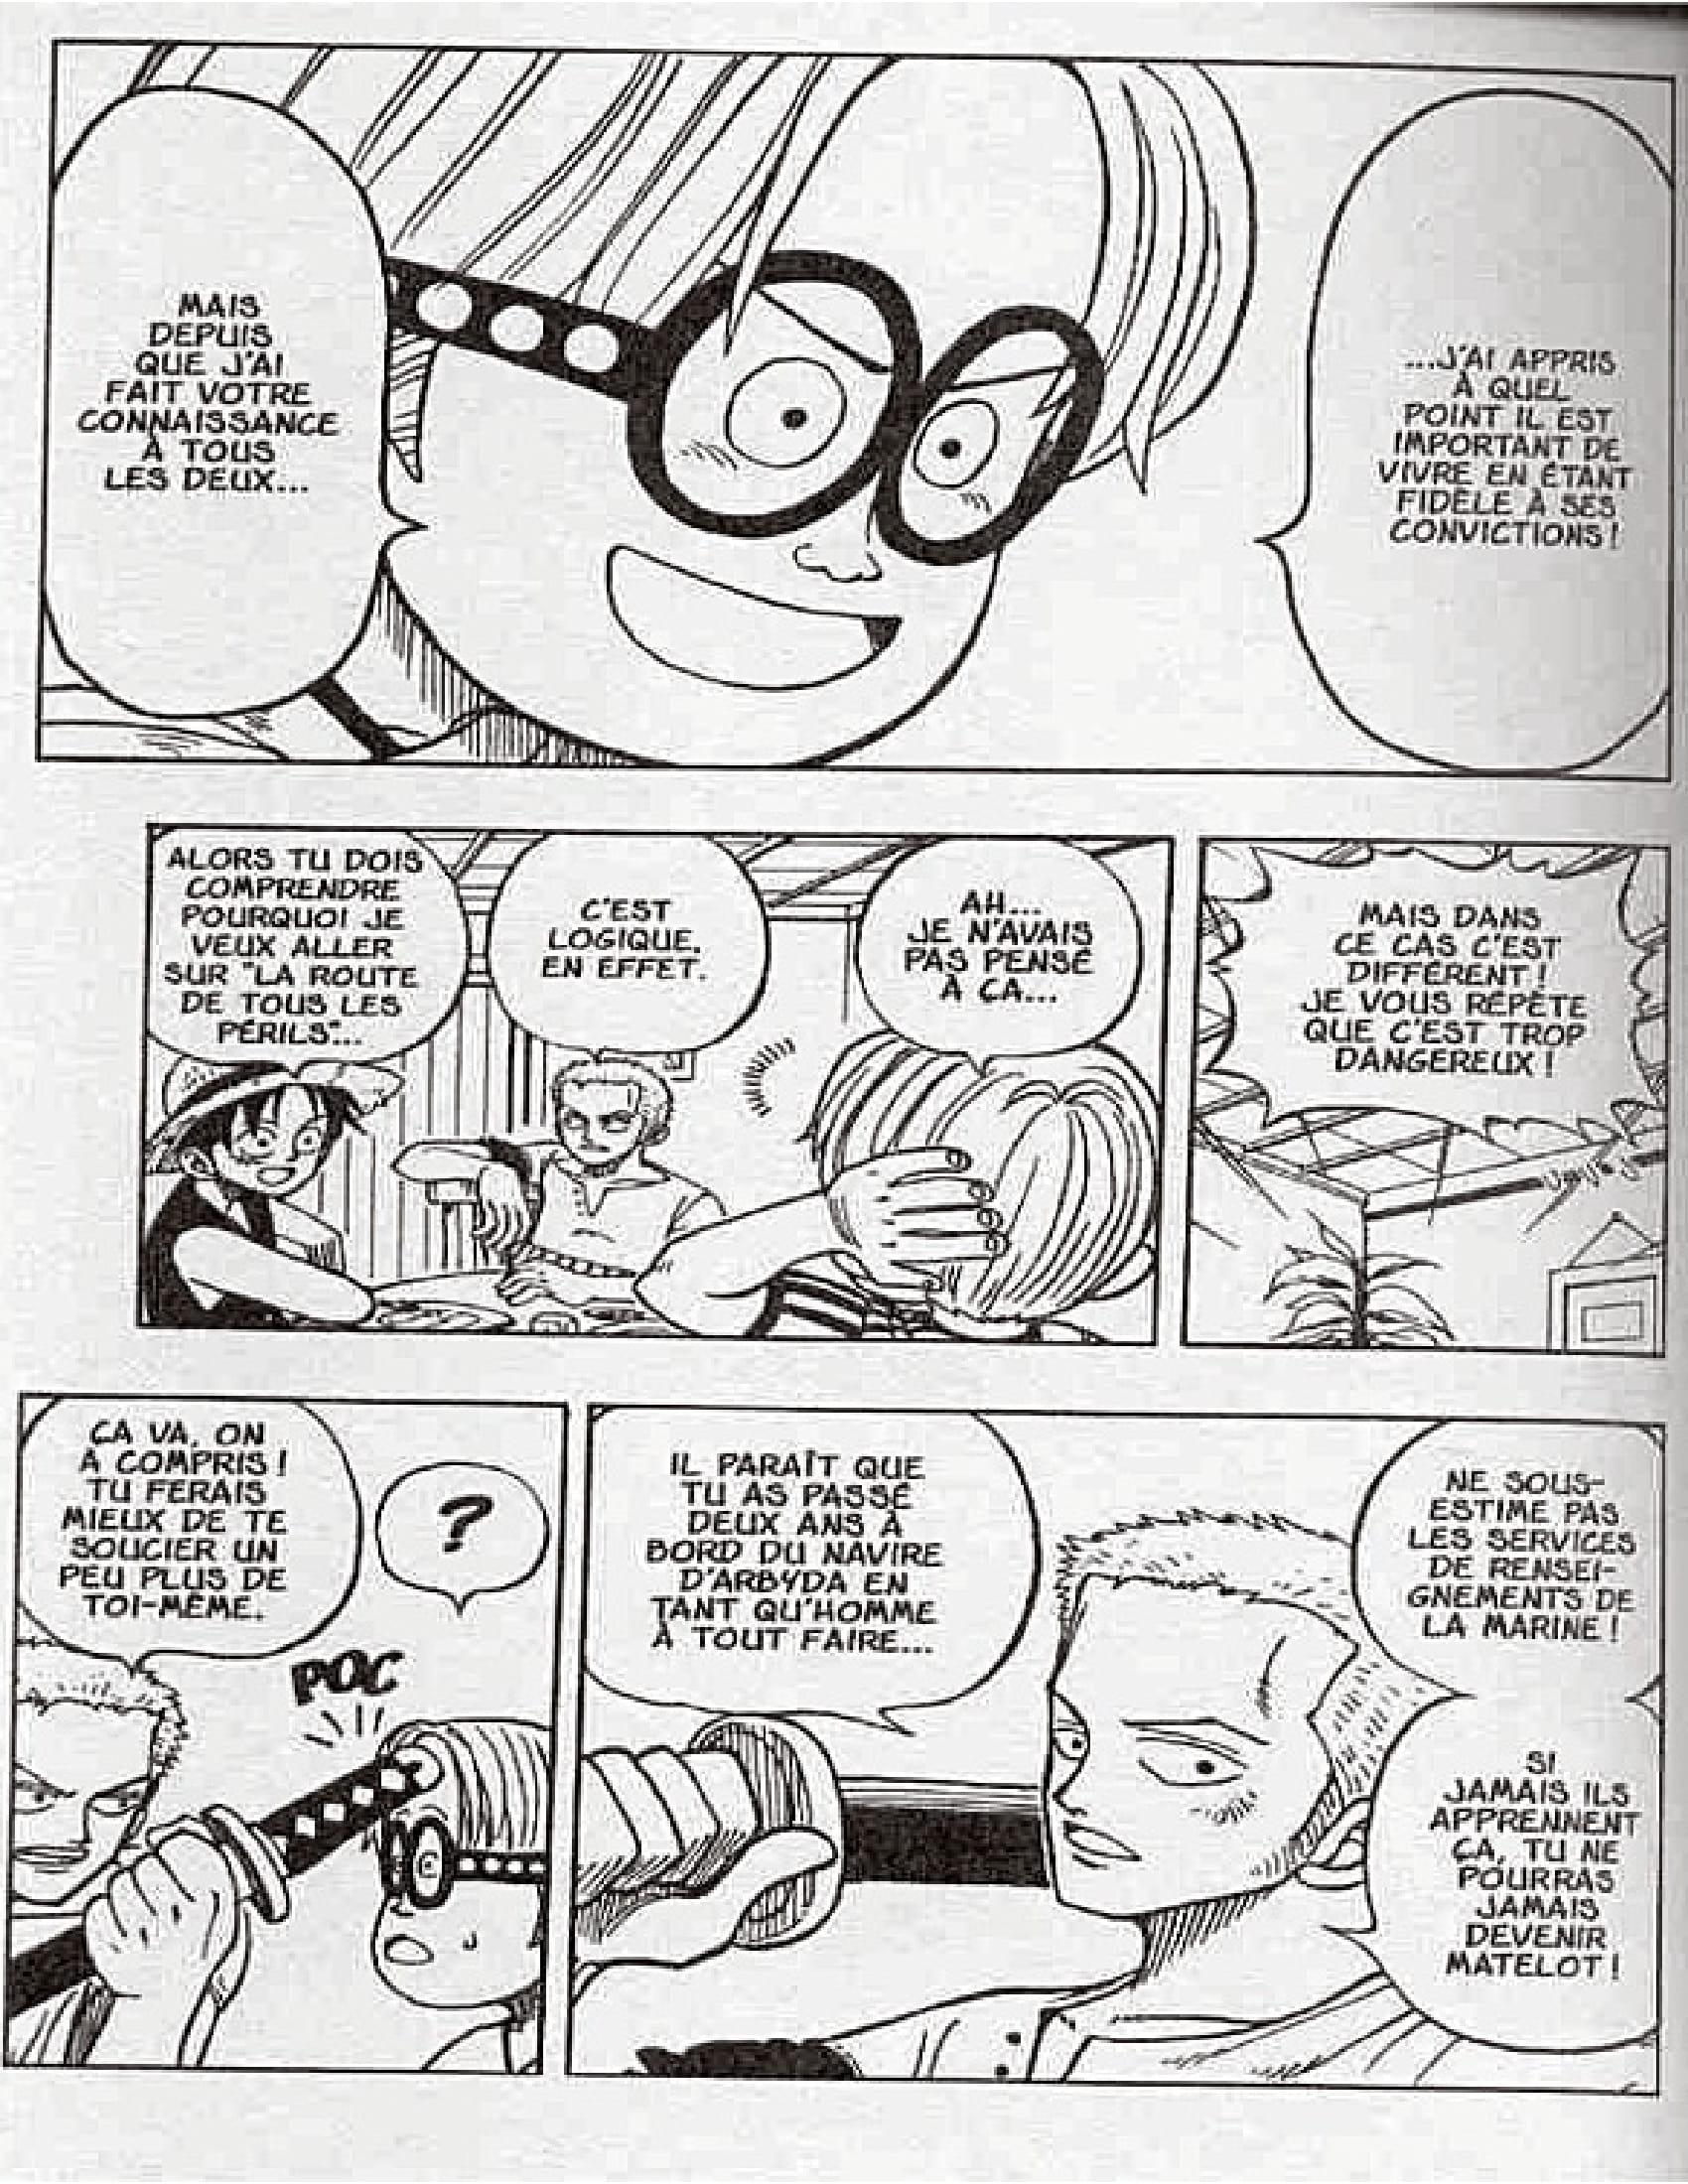 MAIS
DEPUIS
QUE J'AI
FAIT VOTRE
CONNAISSANCE
À TOUS
LES DEUX...
...J'AI APPRIS
À QUEL
POINT IL EST
IMPORTANT DE
VIVRE EN ÉTANT
FIDÈLE À SES
CONVICTIONS !
ALORS TU DOIS
COMPRENDRE
POURQUOI JE
VEUX ALLER
SUR "LA ROUTE
DE TOUS LES
PÉRILS"...
C'EST
LOGIQUE,
EN EFFET.
AH...
JE N'AVAIS
PAS PENSÉ
À ÇA...
MAIS DANS
CE CAS C'EST
DIFFÉRENT !
JE VOUS RÉPÈTE
QUE C'EST TROP
DANGEREUX !
ÇA VA, ON
A COMPRIS !
TU FERAIS
MIEUX DE TE
SOUCIER UN
PEU PLUS DE
TOI-MÊME.
?
POC
IL PARAÎT QUE
TU AS PASSÉ
DEUX ANS À
BORD DU NAVIRE
D'ARBYDA EN
TANT QU'HOMME
À TOUT FAIRE...
NE SOUS-
ESTIME PAS
LES SERVICES
DE RENSEI-
GNEMENTS DE
LA MARINE !
SI
JAMAIS ILS
APPRENNENT
ÇA, TU NE
POURRAS
JAMAIS
DEVENIR
MATELOT !